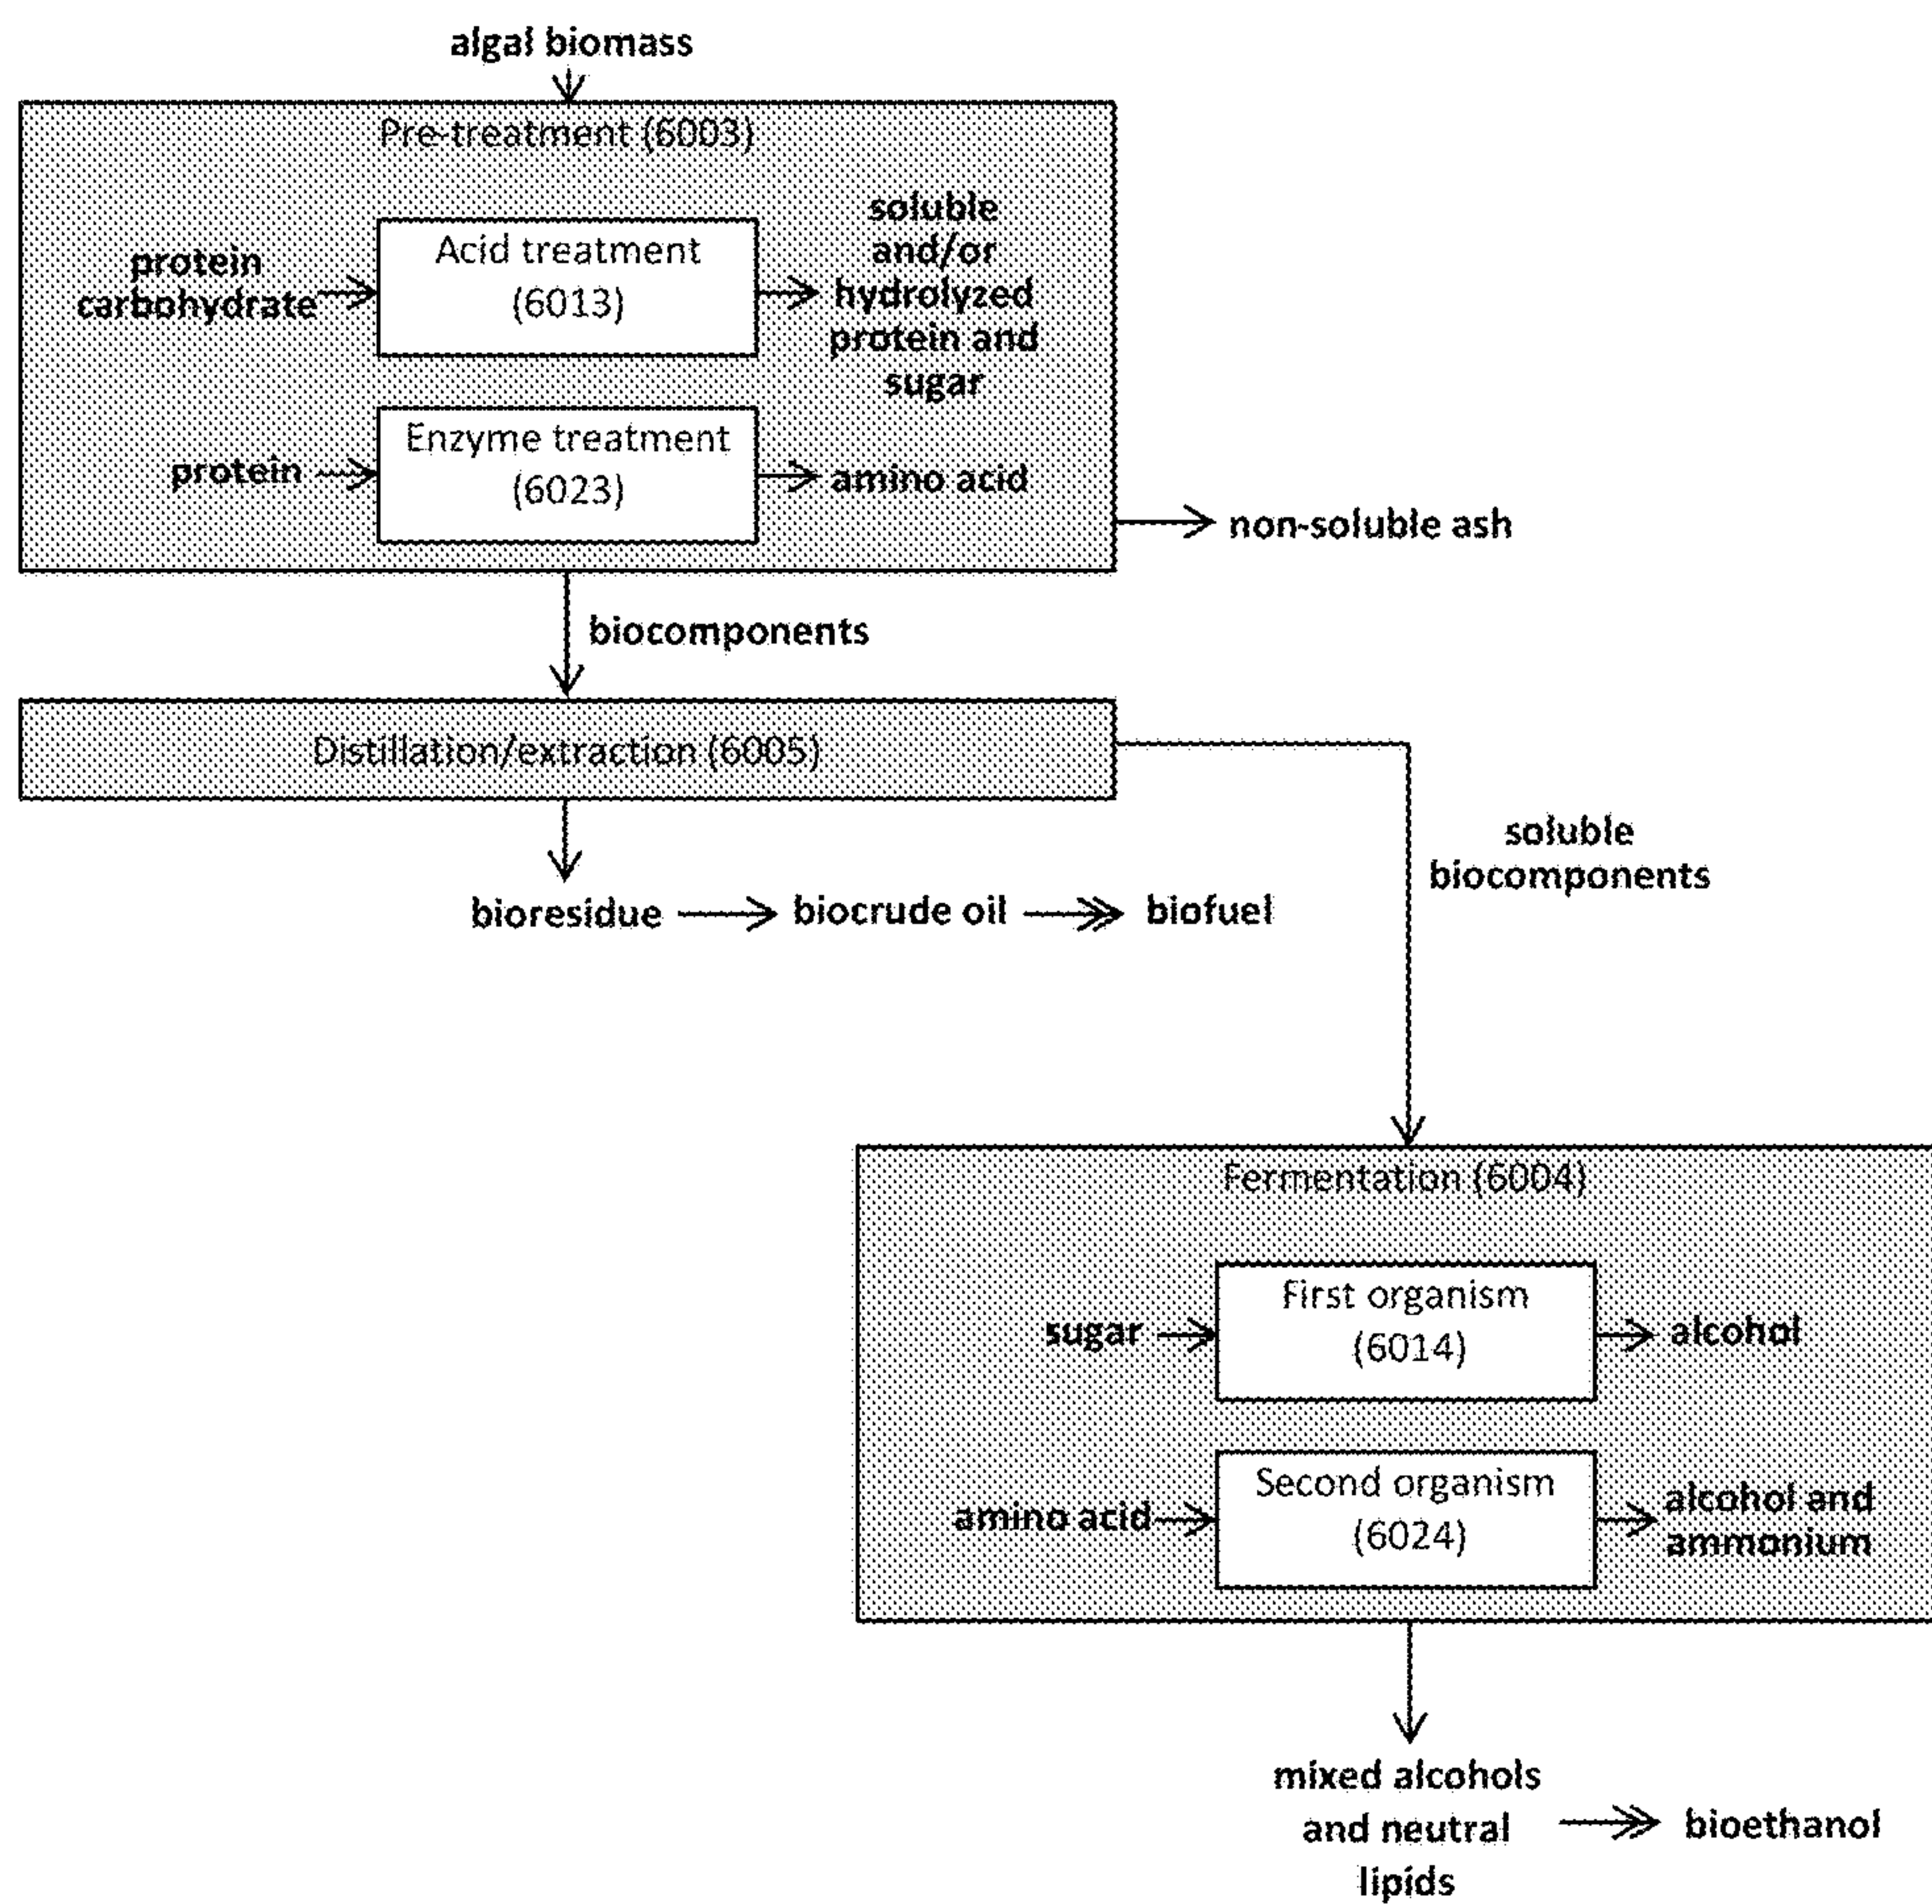 algal biomass
Pre-treatment (6003)
protein
carbohydrate
Acid treatment
(6013)
soluble
and/or
hydrolyzed
protein and
sugar
protein
Enzyme treatment
(6023)
amino acid
non-soluble ash
biocomponents
Distillation/extraction (6005)
soluble
biocomponents
bioresidue
biocrude oil
biofuel
Fermentation (6004)
sugar
First organism
(6014)
alcohol
amino acid
Second organism
(6024)
alcohol and
ammonium
mixed alcohols
and neutral
lipids
bioethanol